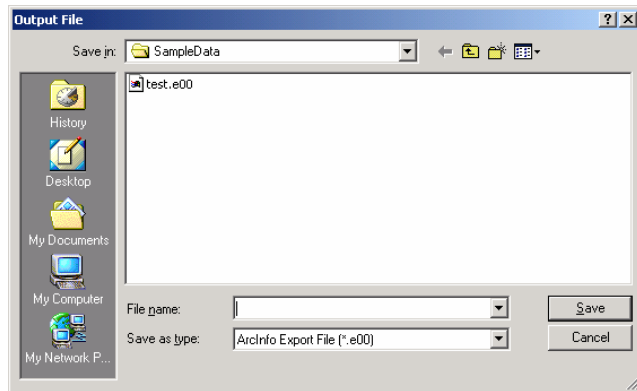 Output File
Save in: SampleData
test.e00
History
Desktop
My Documents
My Computer
My Network P...
File name:
Save
Save as type: ArcInfo Export File (*.e00)
Cancel